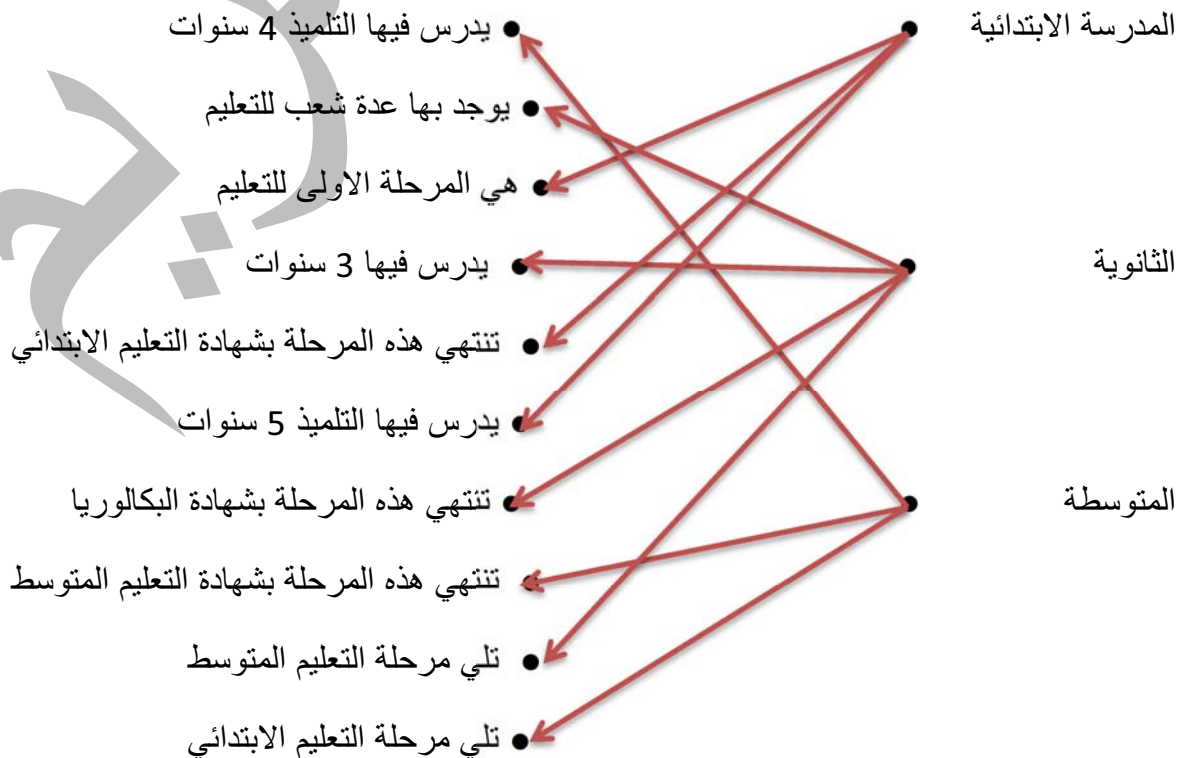 المدرسة الابتدائية
يدرس فيها التلميذ 4 سنوات
يوجد بها عدة شعب للتعليم
هي المرحلة الاولى للتعليم
الثانوية
يدرس فيها 3 سنوات
تنتهي هذه المرحلة بشهادة التعليم الابتدائي
يدرس فيها التلميذ 5 سنوات
المتوسطة
تنتهي هذه المرحلة بشهادة البكالوريا
تنتهي هذه المرحلة بشهادة التعليم المتوسط
تلي مرحلة التعليم المتوسط
تلي مرحلة التعليم الابتدائي